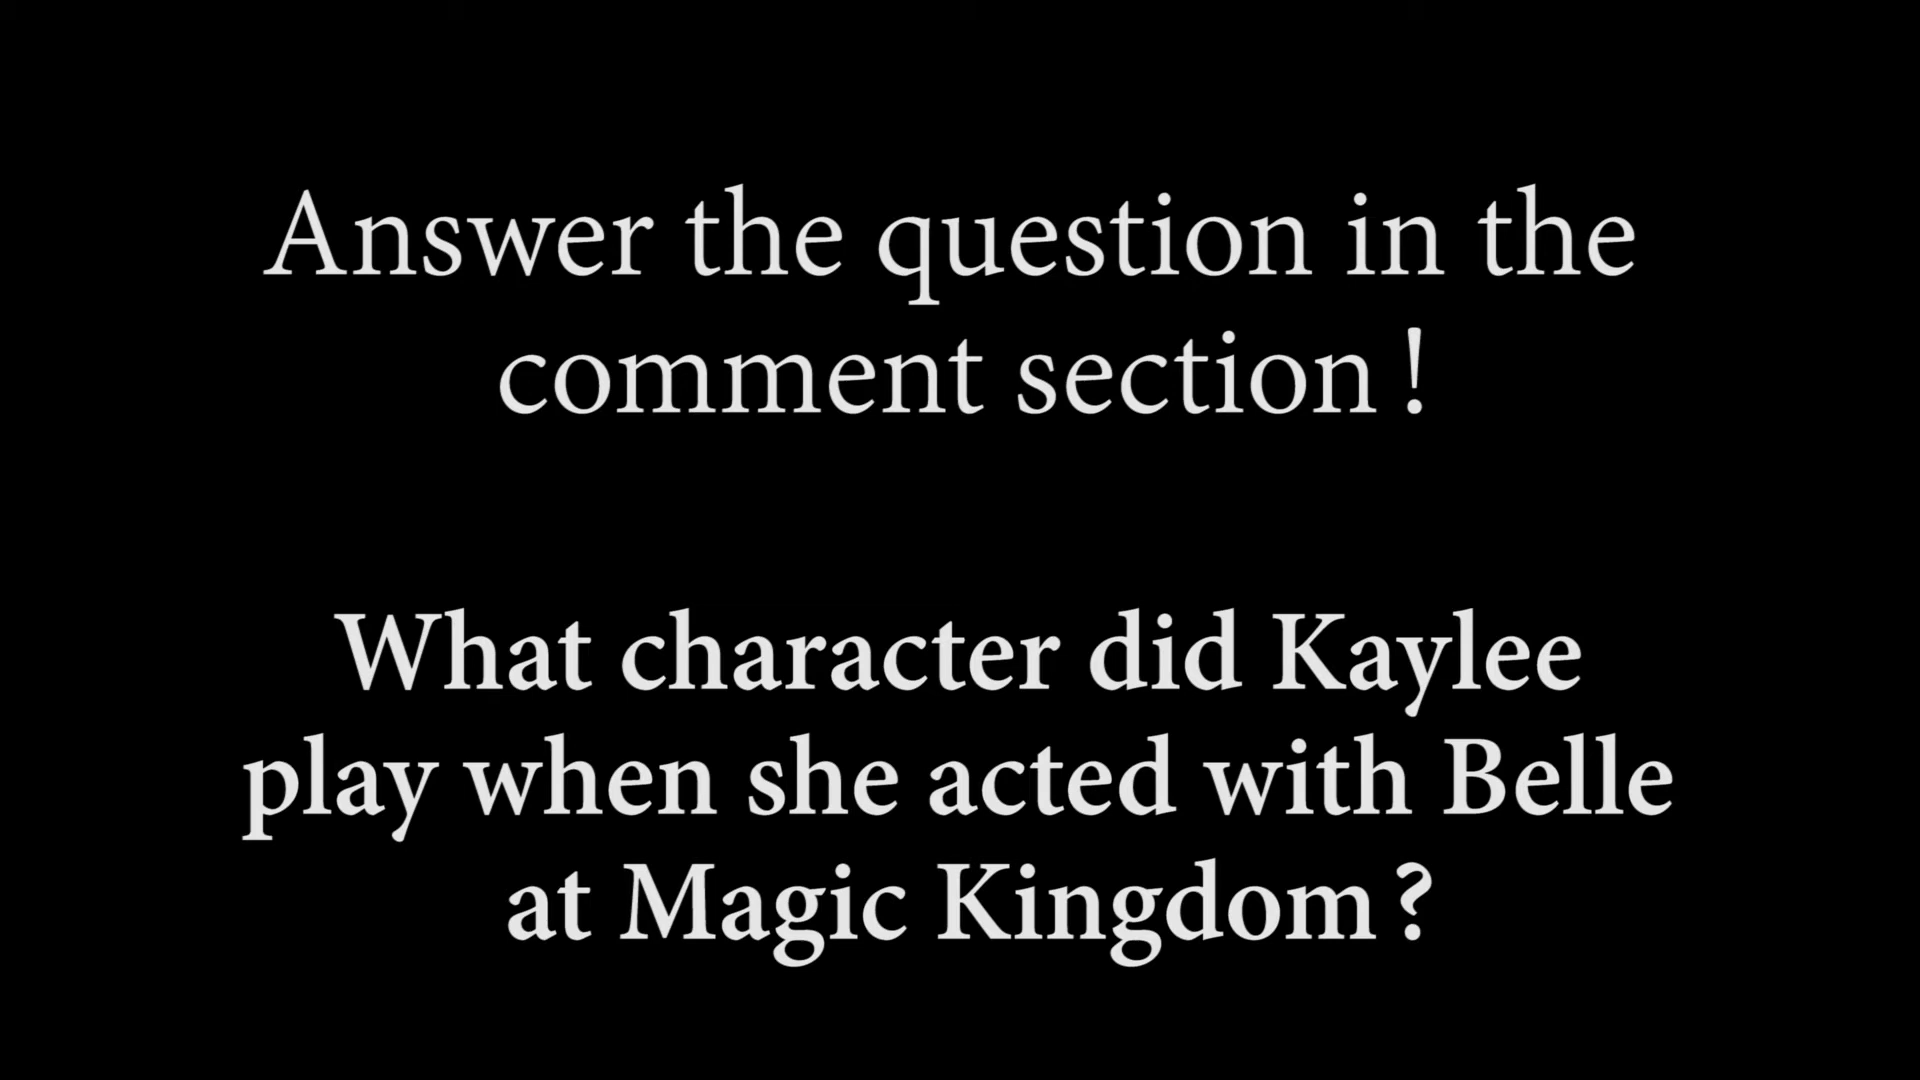 Answer the question in the
comment section !
What character did Kaylee
play when she acted with Belle
at Magic Kingdom ?